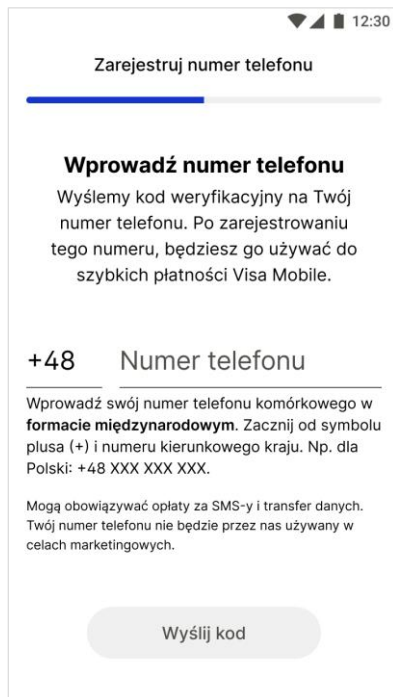 12:30
Zarejestruj numer telefonu
Wprowadź numer telefonu
Wyślemy kod weryfikacyjny na Twój
numer telefonu. Po zarejestrowaniu
tego numeru, będziesz go używać do
szybkich płatności Visa Mobile.
+48 Numer telefonu
Wprowadź swój numer telefonu komórkowego w
formacie międzynarodowym. Zacznij od symbolu
plusa (+) i numeru kierunkowego kraju. Np. dla
Polski: +48 XXX XXX XXX.
Mogą obowiązywać opłaty za SMS-y i transfer danych.
Twój numer telefonu nie będzie przez nas używany w
celach marketingowych.
Wyślij kod